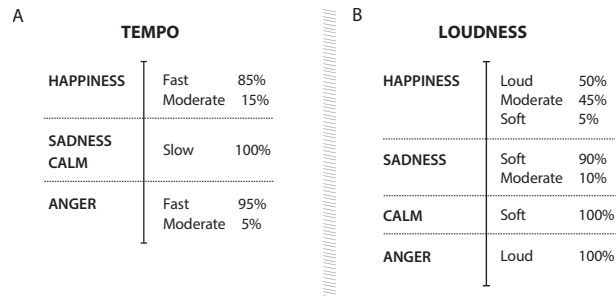 A
TEMPO
HAPPINESS
Fast 85%
Moderate 15%
SADNESS
CALM
Slow 100%
ANGER
Fast 95%
Moderate 5%
B
LOUDNESS
HAPPINESS
Loud 50%
Moderate 45%
Soft 5%
SADNESS
Soft 90%
Moderate 10%
CALM
Soft 100%
ANGER
Loud 100%